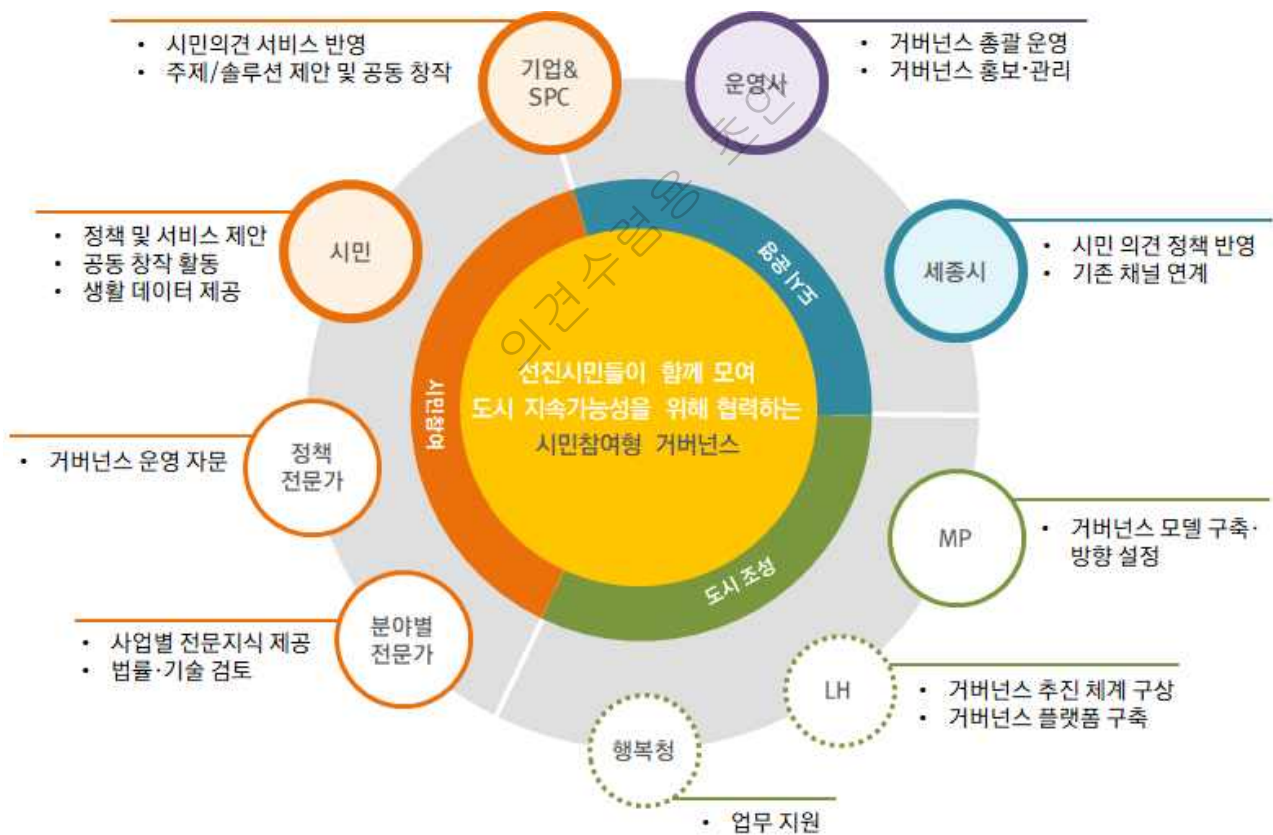 • 시민의견 서비스 반영
• 주제/솔루션 제안 및 공동 창작
기업&
SPC
운영사
• 거버넌스 총괄 운영
• 거버넌스 홍보·관리
• 정책 및 서비스 제안
• 공동 창작 활동
• 생활 데이터 제공
시민
세종시
• 시민 의견 정책 반영
• 기존 채널 연계
도시 운영
시민참여
도시 조성
선진시민들이 함께 모여
도시 지속가능성을 위해 협력하는
시민참여형 거버넌스
의견수렴용 초안
• 거버넌스 운영 자문
정책
전문가
MP
• 거버넌스 모델 구축·
방향 설정
• 사업별 전문지식 제공
• 법률·기술 검토
분야별
전문가
LH
• 거버넌스 추진 체계 구상
• 거버넌스 플랫폼 구축
행복청
• 업무 지원